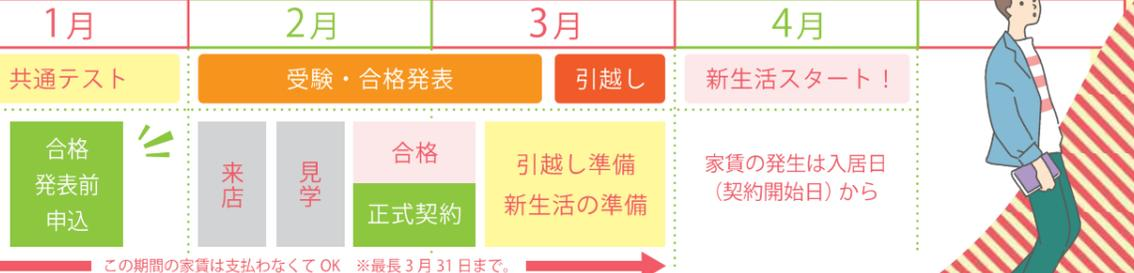 1月
2月
3月
4月
共通テスト
受験・合格発表
引越し
新生活スタート！
合格
発表前
申込
来店
見学
合格
正式契約
引越し準備
新生活の準備
家賃の発生は入居日
（契約開始日）から
この期間の家賃は支払わなくて OK　※最長 3 月 31 日まで。